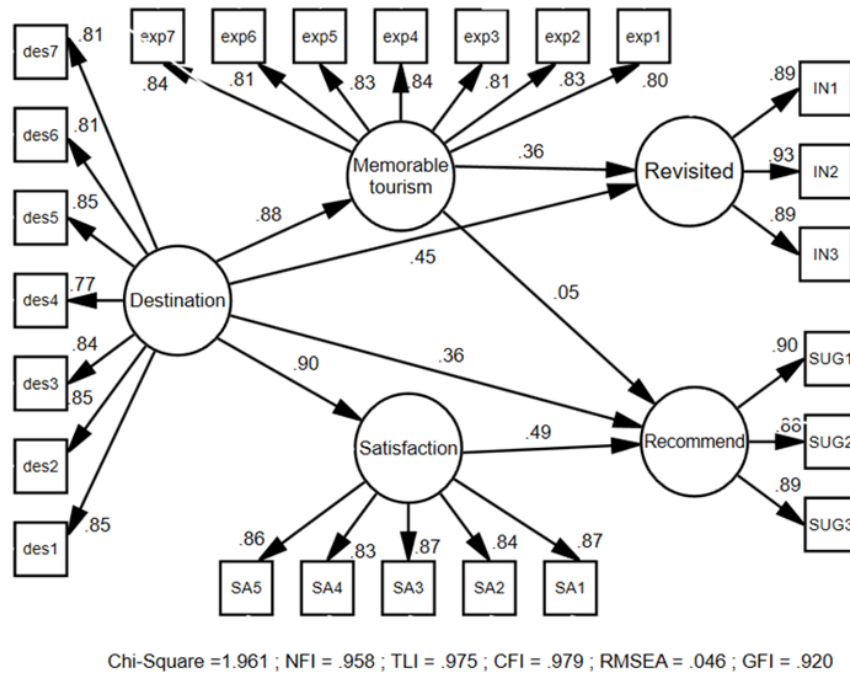 exp7 exp6 exp5 exp4 exp3 exp2 exp1
.84 .81 .83 .84 .81 .83 .80
des7 .81
des6 .81
des5 .85
des4 .77
des3 .84
des2 .85
des1 .85
Memorable
tourism
.36
Revisited
.89 IN1
.93 IN2
.89 IN3
.88
.45
Destination
.05
.90
.36
Satisfaction
.49
Recommend
.90 SUG1
SUG2
.89 SUG3
.86 .83 .87 .84 .87
SA5 SA4 SA3 SA2 SA1
Chi-Square =1.961 ; NFI = .958 ; TLI = .975 ; CFI = .979 ; RMSEA = .046 ; GFI = .920